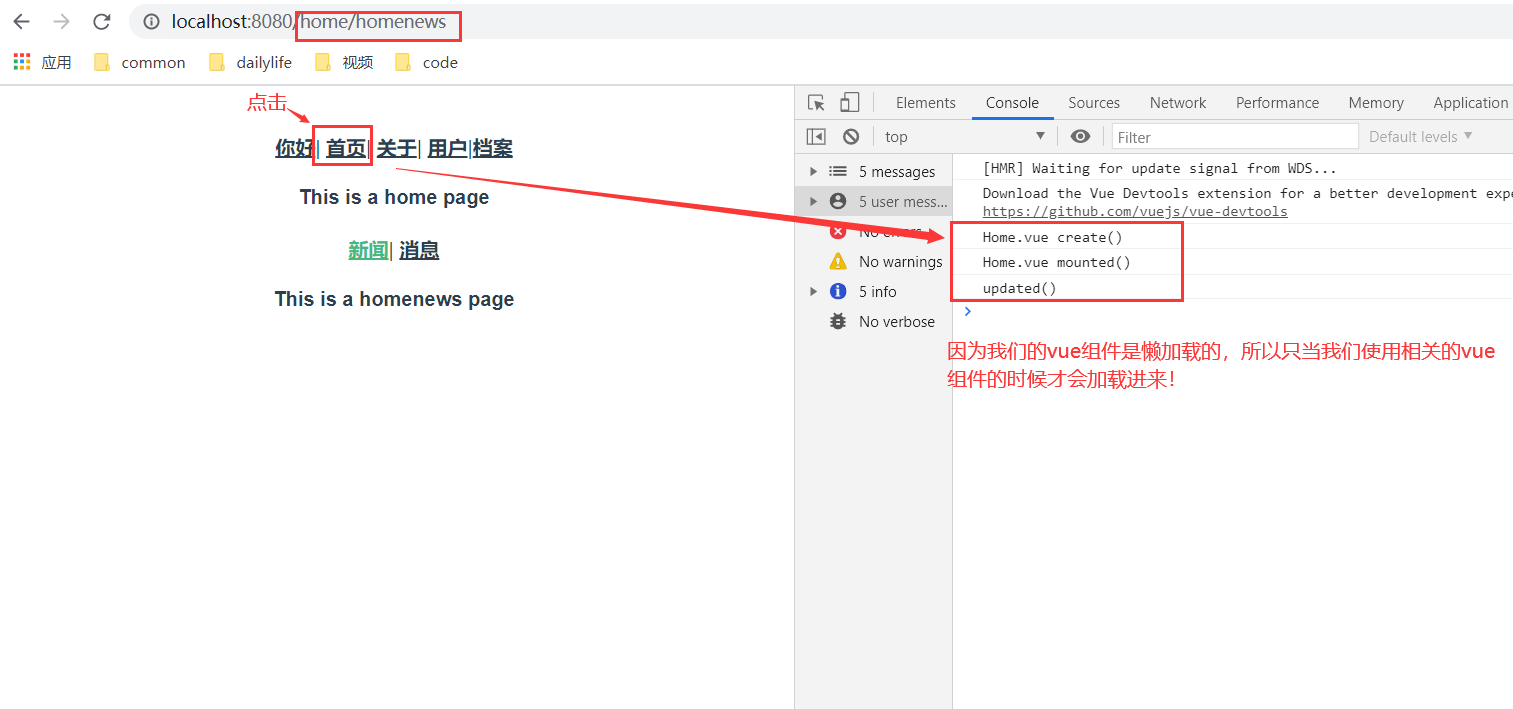 localhost:8080/home/homenews
应用 common dailylife 视频 code
点击
Elements Console Sources Network Performance Memory Application
top Filter Default levels ▼
你好| 首页| 关于| 用户|档案
This is a home page
新闻| 消息
This is a homenews page
5 messages
5 user mess...
No errors
No warnings
5 info
No verbose
[HMR] Waiting for update signal from WDS...
Download the Vue Devtools extension for a better development expe
https://github.com/vuejs/vue-devtools
Home.vue create()
Home.vue mounted()
updated()
因为我们的vue组件是懒加载的，所以只当我们使用相关的vue
组件的时候才会加载进来！